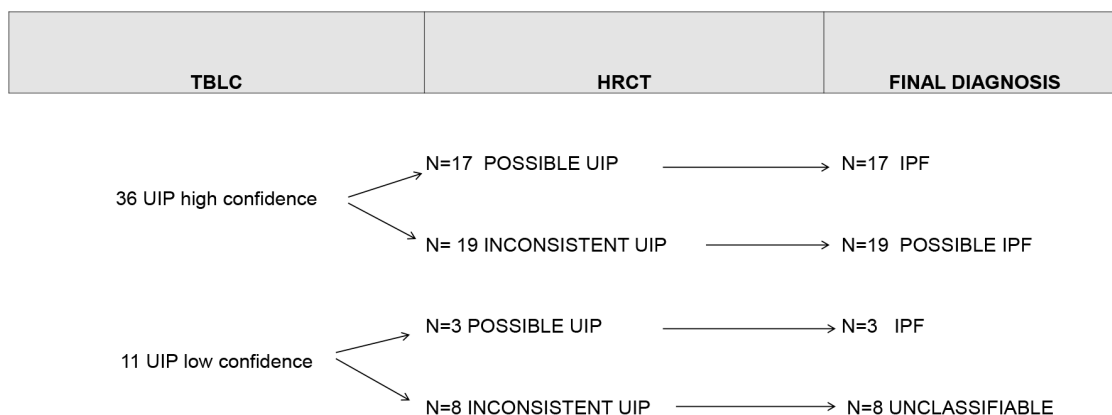 TBLC HRCT FINAL DIAGNOSIS
N=17 POSSIBLE UIP N=17 IPF
36 UIP high confidence
N= 19 INCONSISTENT UIP N=19 POSSIBLE IPF
N=3 POSSIBLE UIP N=3 IPF
11 UIP low confidence
N=8 INCONSISTENT UIP N=8 UNCLASSIFIABLE